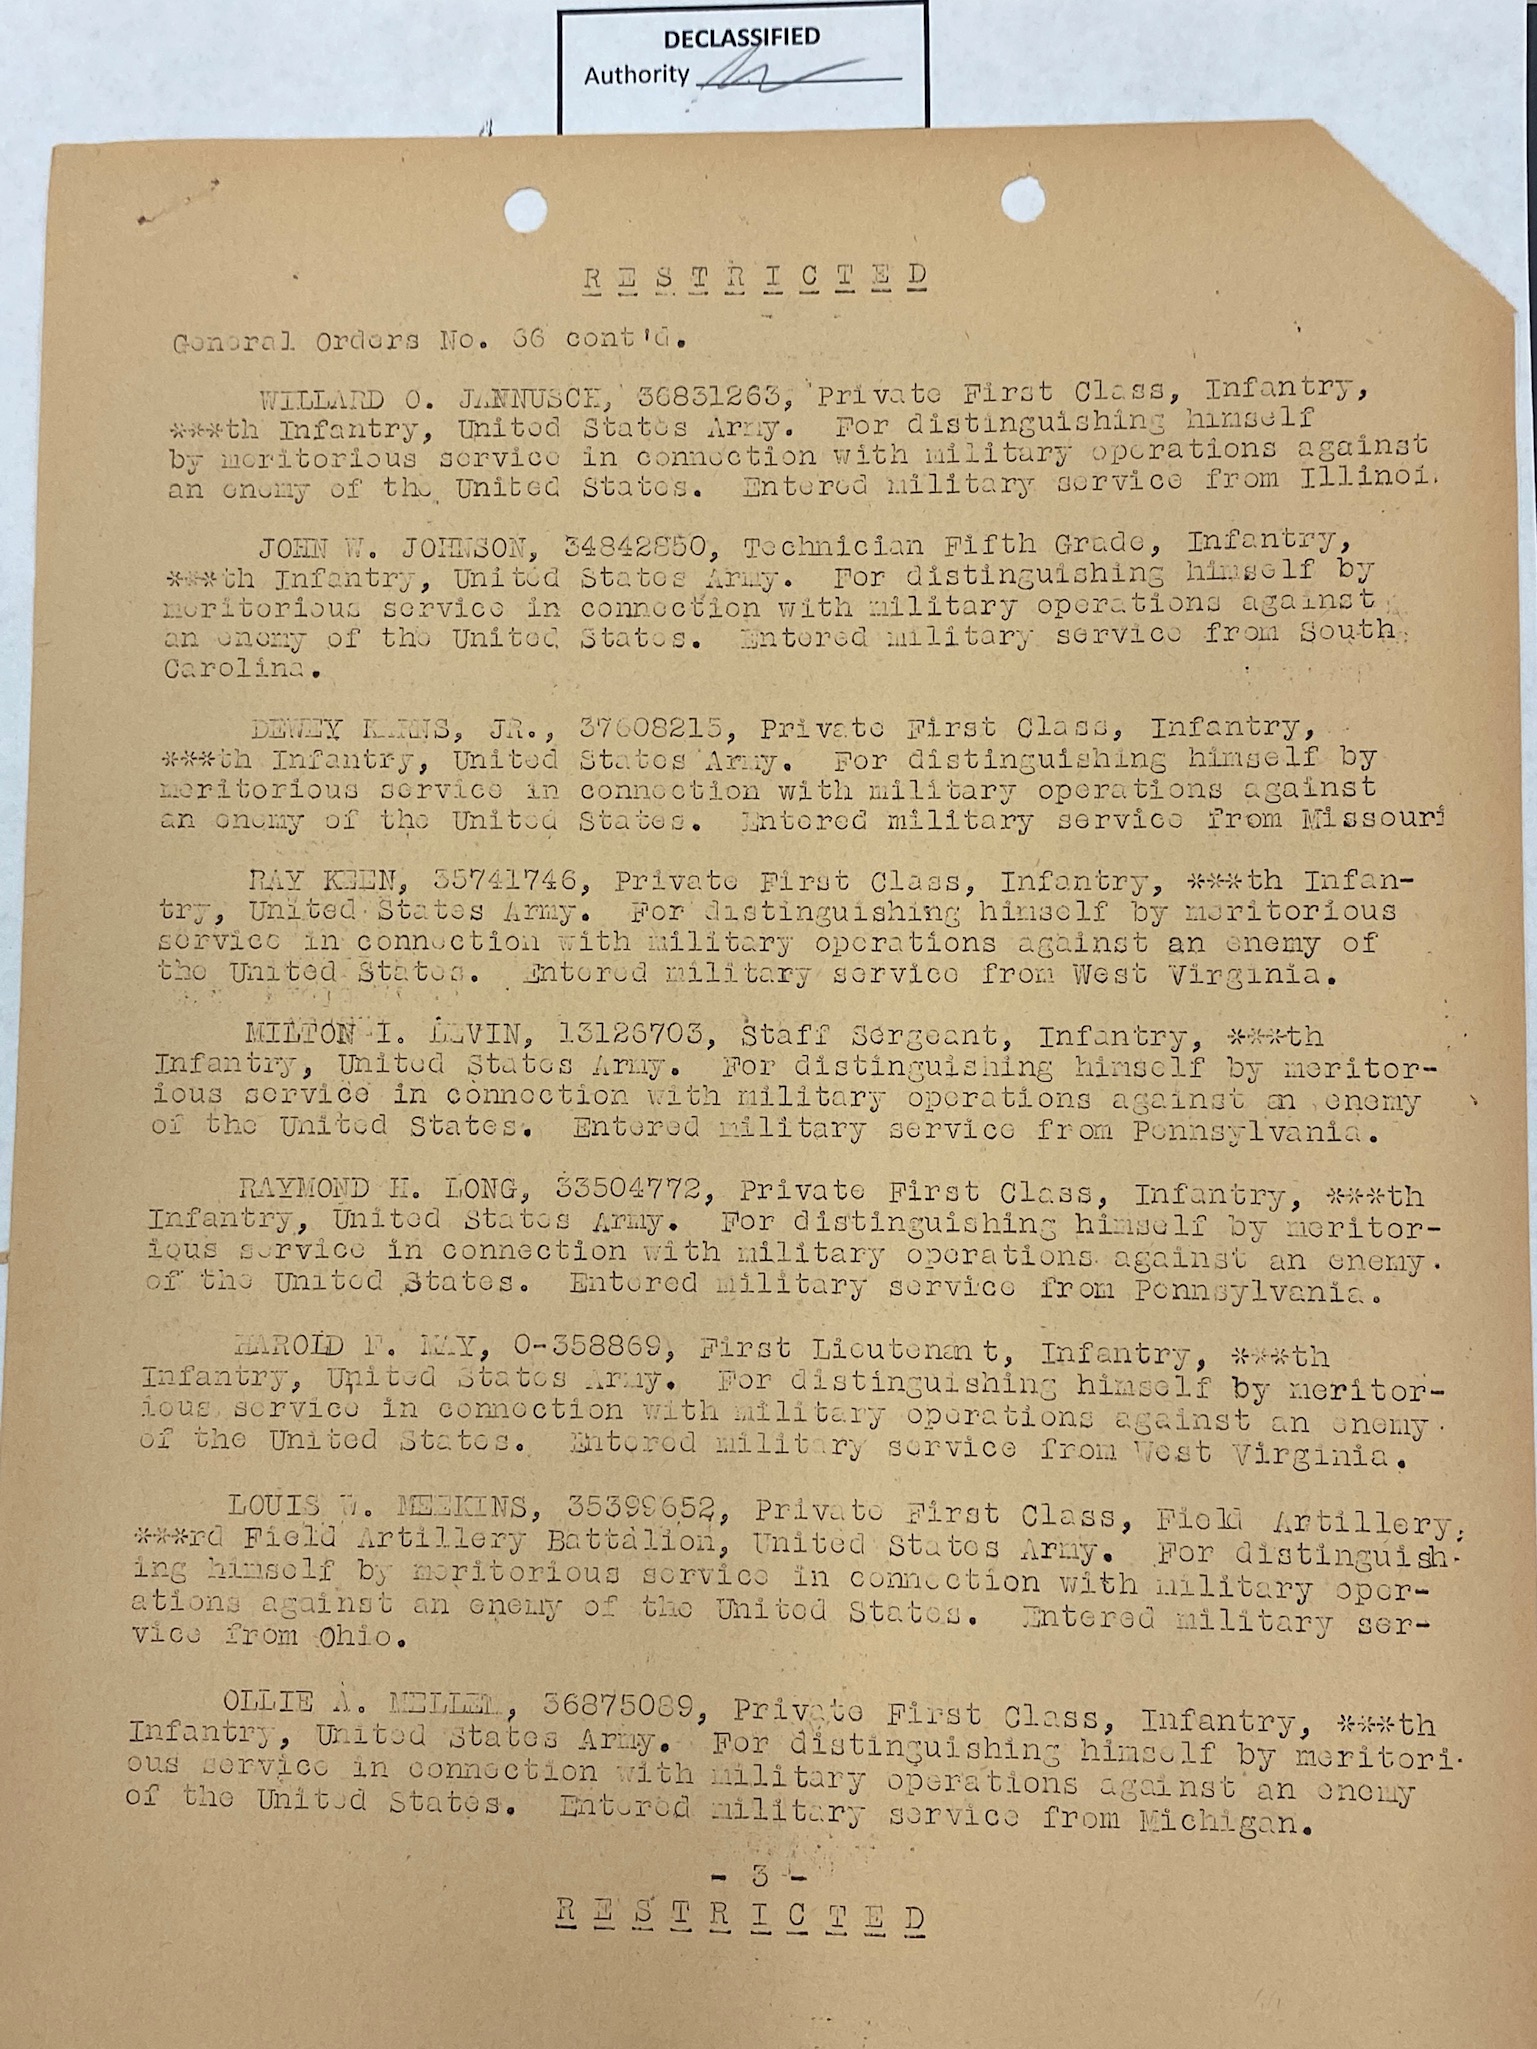 DECLASSIFIED
Authority
R E S T R I C T E D
General Orders No. 66 cont'd.
WILLARD O. JANNUSCH, 36831263, Private First Class, Infantry,
***th Infantry, United States Army. For distinguishing himself
by meritorious service in connection with military operations against
an enemy of the United States. Entered military service from Illinoi
JOHN W. JOHNSON, 34842850, Technician Fifth Grade, Infantry,
***th Infantry, United States Army. For distinguishing himself by
meritorious service in connection with military operations against
an enemy of the United States. Entered military service from South
Carolina.
DEWEY KARNS, JR., 37608215, Private First Class, Infantry,
***th Infantry, United States Army. For distinguishing himself by
meritorious service in connection with military operations against
an enemy of the United States. Entered military service from Missouri
RAY KEEN, 35741746, Private First Class, Infantry, ***th Infan-
try, United States Army. For distinguishing himself by meritorious
service in connection with military operations against an enemy of
the United States. Entered military service from West Virginia.
MILTON I. LEVIN, 13126703, Staff Sergeant, Infantry, ***th
Infantry, United States Army. For distinguishing himself by meritor-
ious service in connection with military operations against an enemy
of the United States. Entered military service from Pennsylvania.
RAYMOND H. LONG, 33504772, Private First Class, Infantry, ***th
Infantry, United States Army. For distinguishing himself by meritor-
ious service in connection with military operations against an enemy
of the United States. Entered military service from Pennsylvania.
HAROLD F. MAY, O-358869, First Lieutenant, Infantry, ***th
Infantry, United States Army. For distinguishing himself by meritor-
ious service in connection with military operations against an enemy
of the United States. Entered military service from West Virginia.
LOUIS W. MEEKINS, 35399652, Private First Class, Field Artillery,
***rd Field Artillery Battalion, United States Army. For distinguish-
ing himself by meritorious service in connection with military oper-
ations against an enemy of the United States. Entered military ser-
vice from Ohio.
OLLIE A. MELLEM, 36875089, Private First Class, Infantry, ***th
Infantry, United States Army. For distinguishing himself by meritori-
ous service in connection with military operations against an enemy
of the United States. Entered military service from Michigan.
- 3 -
R E S T R I C T E D